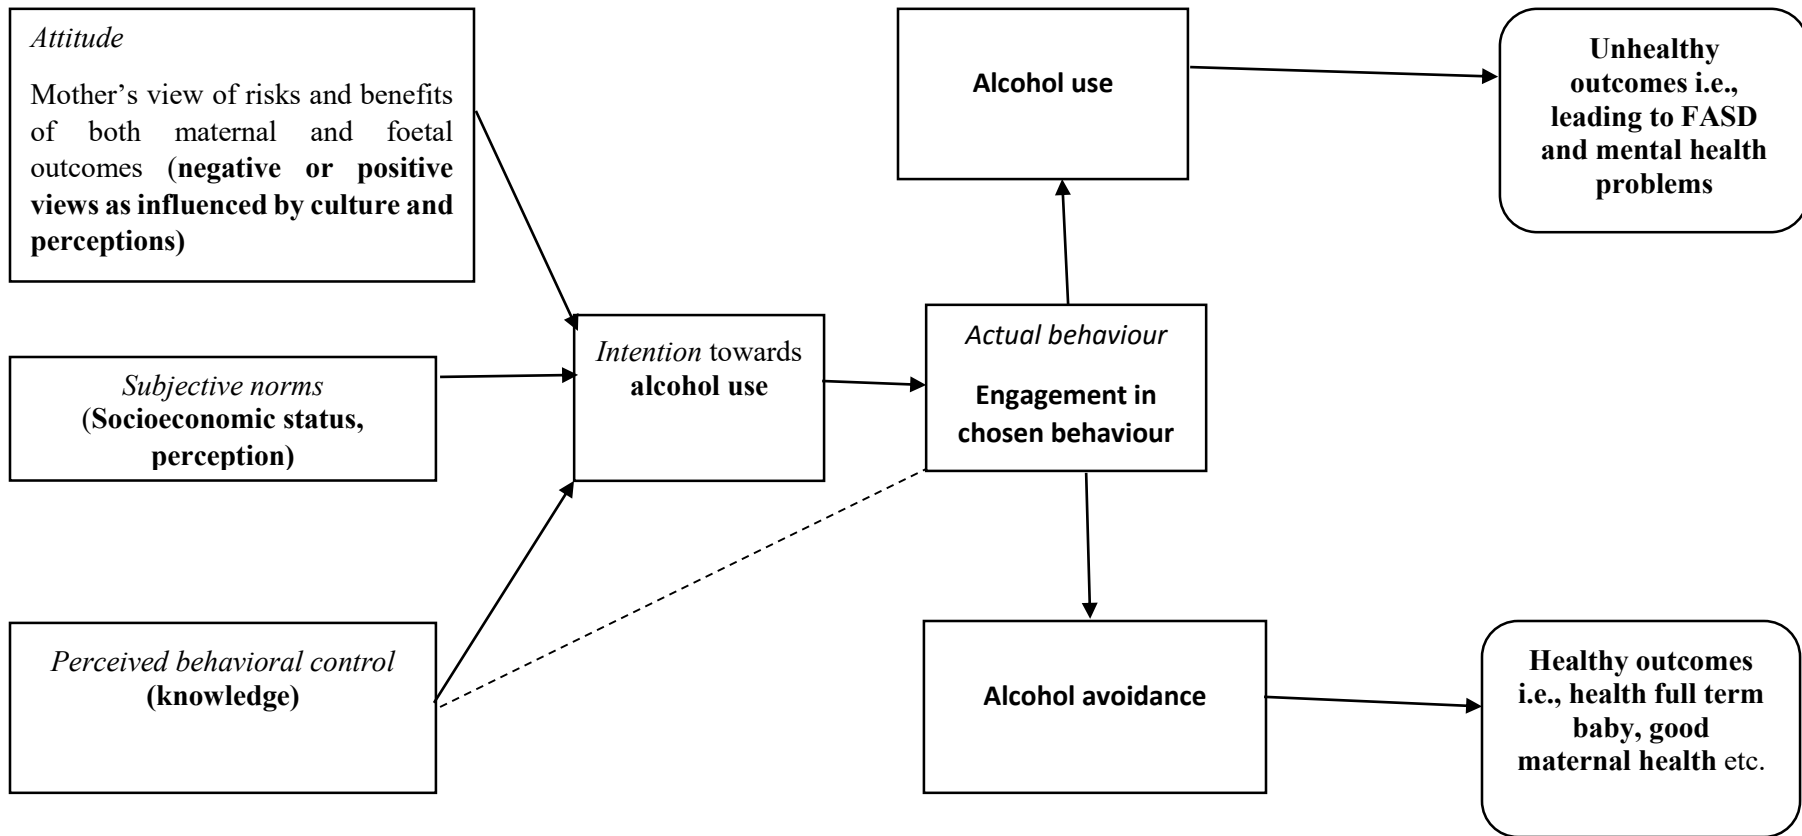 Attitude
Mother’s view of risks and benefits
of both maternal and foetal
outcomes (negative or positive
views as influenced by culture and
perceptions)
Subjective norms
(Socioeconomic status,
perception)
Perceived behavioral control
(knowledge)
Intention towards
alcohol use
Alcohol use
Actual behaviour
Engagement in
chosen behaviour
Alcohol avoidance
Unhealthy
outcomes i.e.,
leading to FASD
and mental health
problems
Healthy outcomes
i.e., health full term
baby, good
maternal health etc.